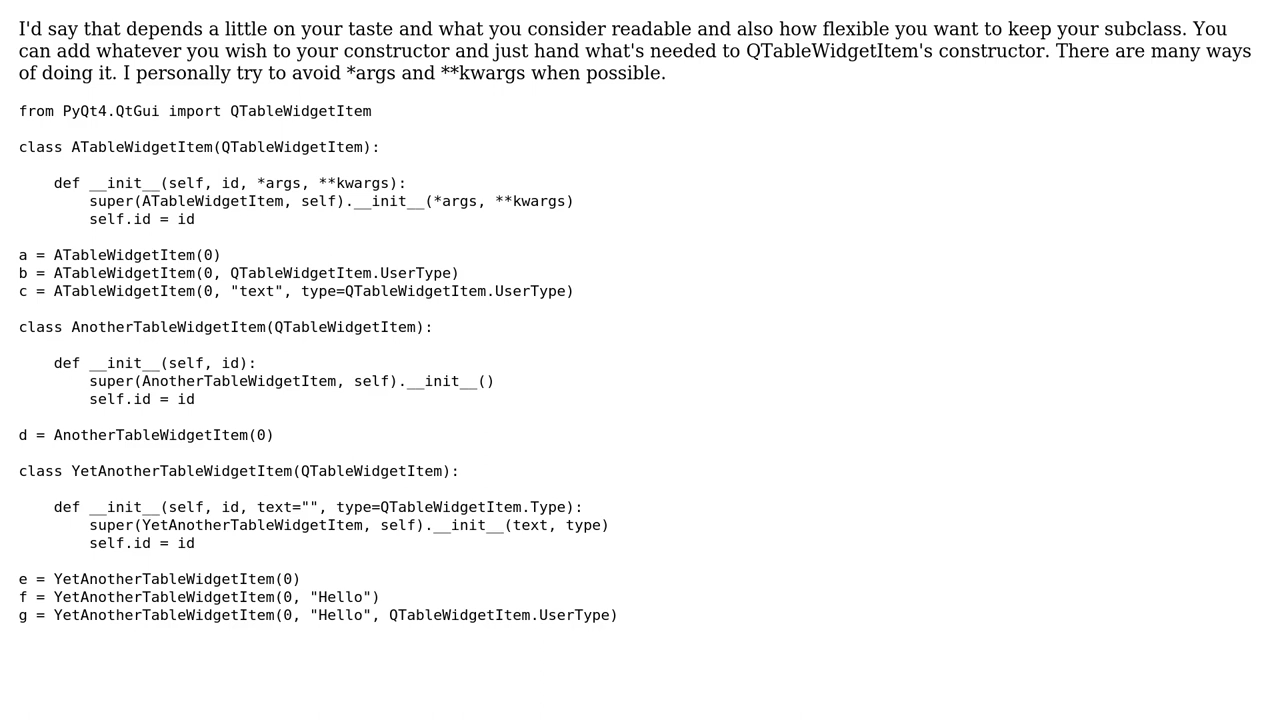 I'd say that depends a little on your taste and what you consider readable and also how flexible you want to keep your subclass. You
can add whatever you wish to your constructor and just hand what's needed to QTableWidgetItem's constructor. There are many ways
of doing it. I personally try to avoid *args and **kwargs when possible.
from PyQt4.QtGui import QTableWidgetItem
class ATableWidgetItem(QTableWidgetItem):
    def __init__(self, id, *args, **kwargs):
        super(ATableWidgetItem, self).__init__(*args, **kwargs)
        self.id = id
a = ATableWidgetItem(0)
b = ATableWidgetItem(0, QTableWidgetItem.UserType)
c = ATableWidgetItem(0, "text", type=QTableWidgetItem.UserType)
class AnotherTableWidgetItem(QTableWidgetItem):
    def __init__(self, id):
        super(AnotherTableWidgetItem, self).__init__()
        self.id = id
d = AnotherTableWidgetItem(0)
class YetAnotherTableWidgetItem(QTableWidgetItem):
    def __init__(self, id, text="", type=QTableWidgetItem.Type):
        super(YetAnotherTableWidgetItem, self).__init__(text, type)
        self.id = id
e = YetAnotherTableWidgetItem(0)
f = YetAnotherTableWidgetItem(0, "Hello")
g = YetAnotherTableWidgetItem(0, "Hello", QTableWidgetItem.UserType)